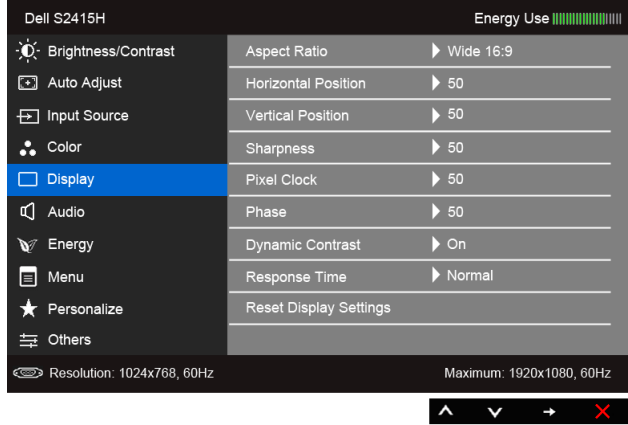 Dell S2415H Energy Use
Brightness/Contrast Aspect Ratio Wide 16:9
Auto Adjust Horizontal Position 50
Input Source Vertical Position 50
Color Sharpness 50
Display Pixel Clock 50
Audio Phase 50
Energy Dynamic Contrast On
Menu Response Time Normal
Personalize Reset Display Settings
Others
Resolution: 1024x768, 60Hz Maximum: 1920x1080, 60Hz